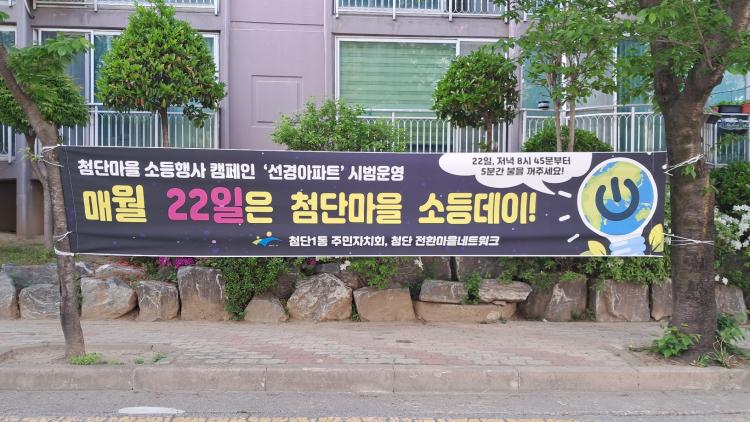 첨단마을 소등행사 캠페인 '선경아파트' 시범운영
22일, 저녁 8시 45분부터
5분간 불을 꺼주세요!
매월 22일은 첨단마을 소등데이!
첨단1동 주민자치회, 첨단 전환마을네트워크